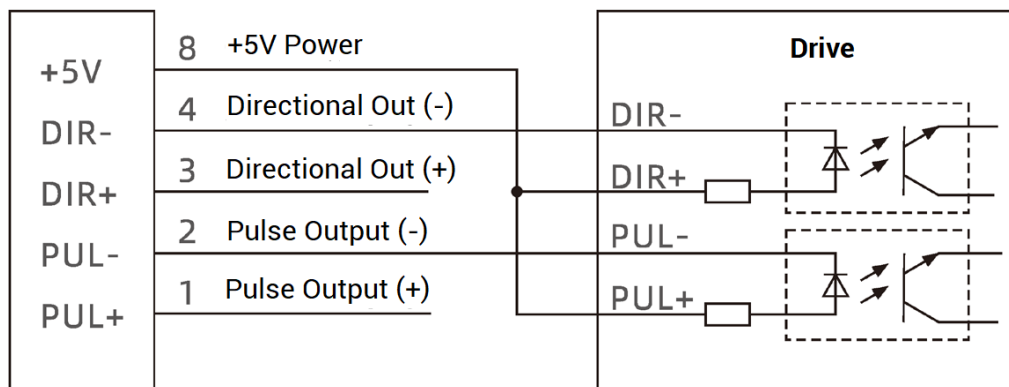 +5V 8 +5V Power
DIR- 4 Directional Out (-)
DIR+ 3 Directional Out (+)
PUL- 2 Pulse Output (-)
PUL+ 1 Pulse Output (+)
Drive
DIR-
DIR+
PUL-
PUL+